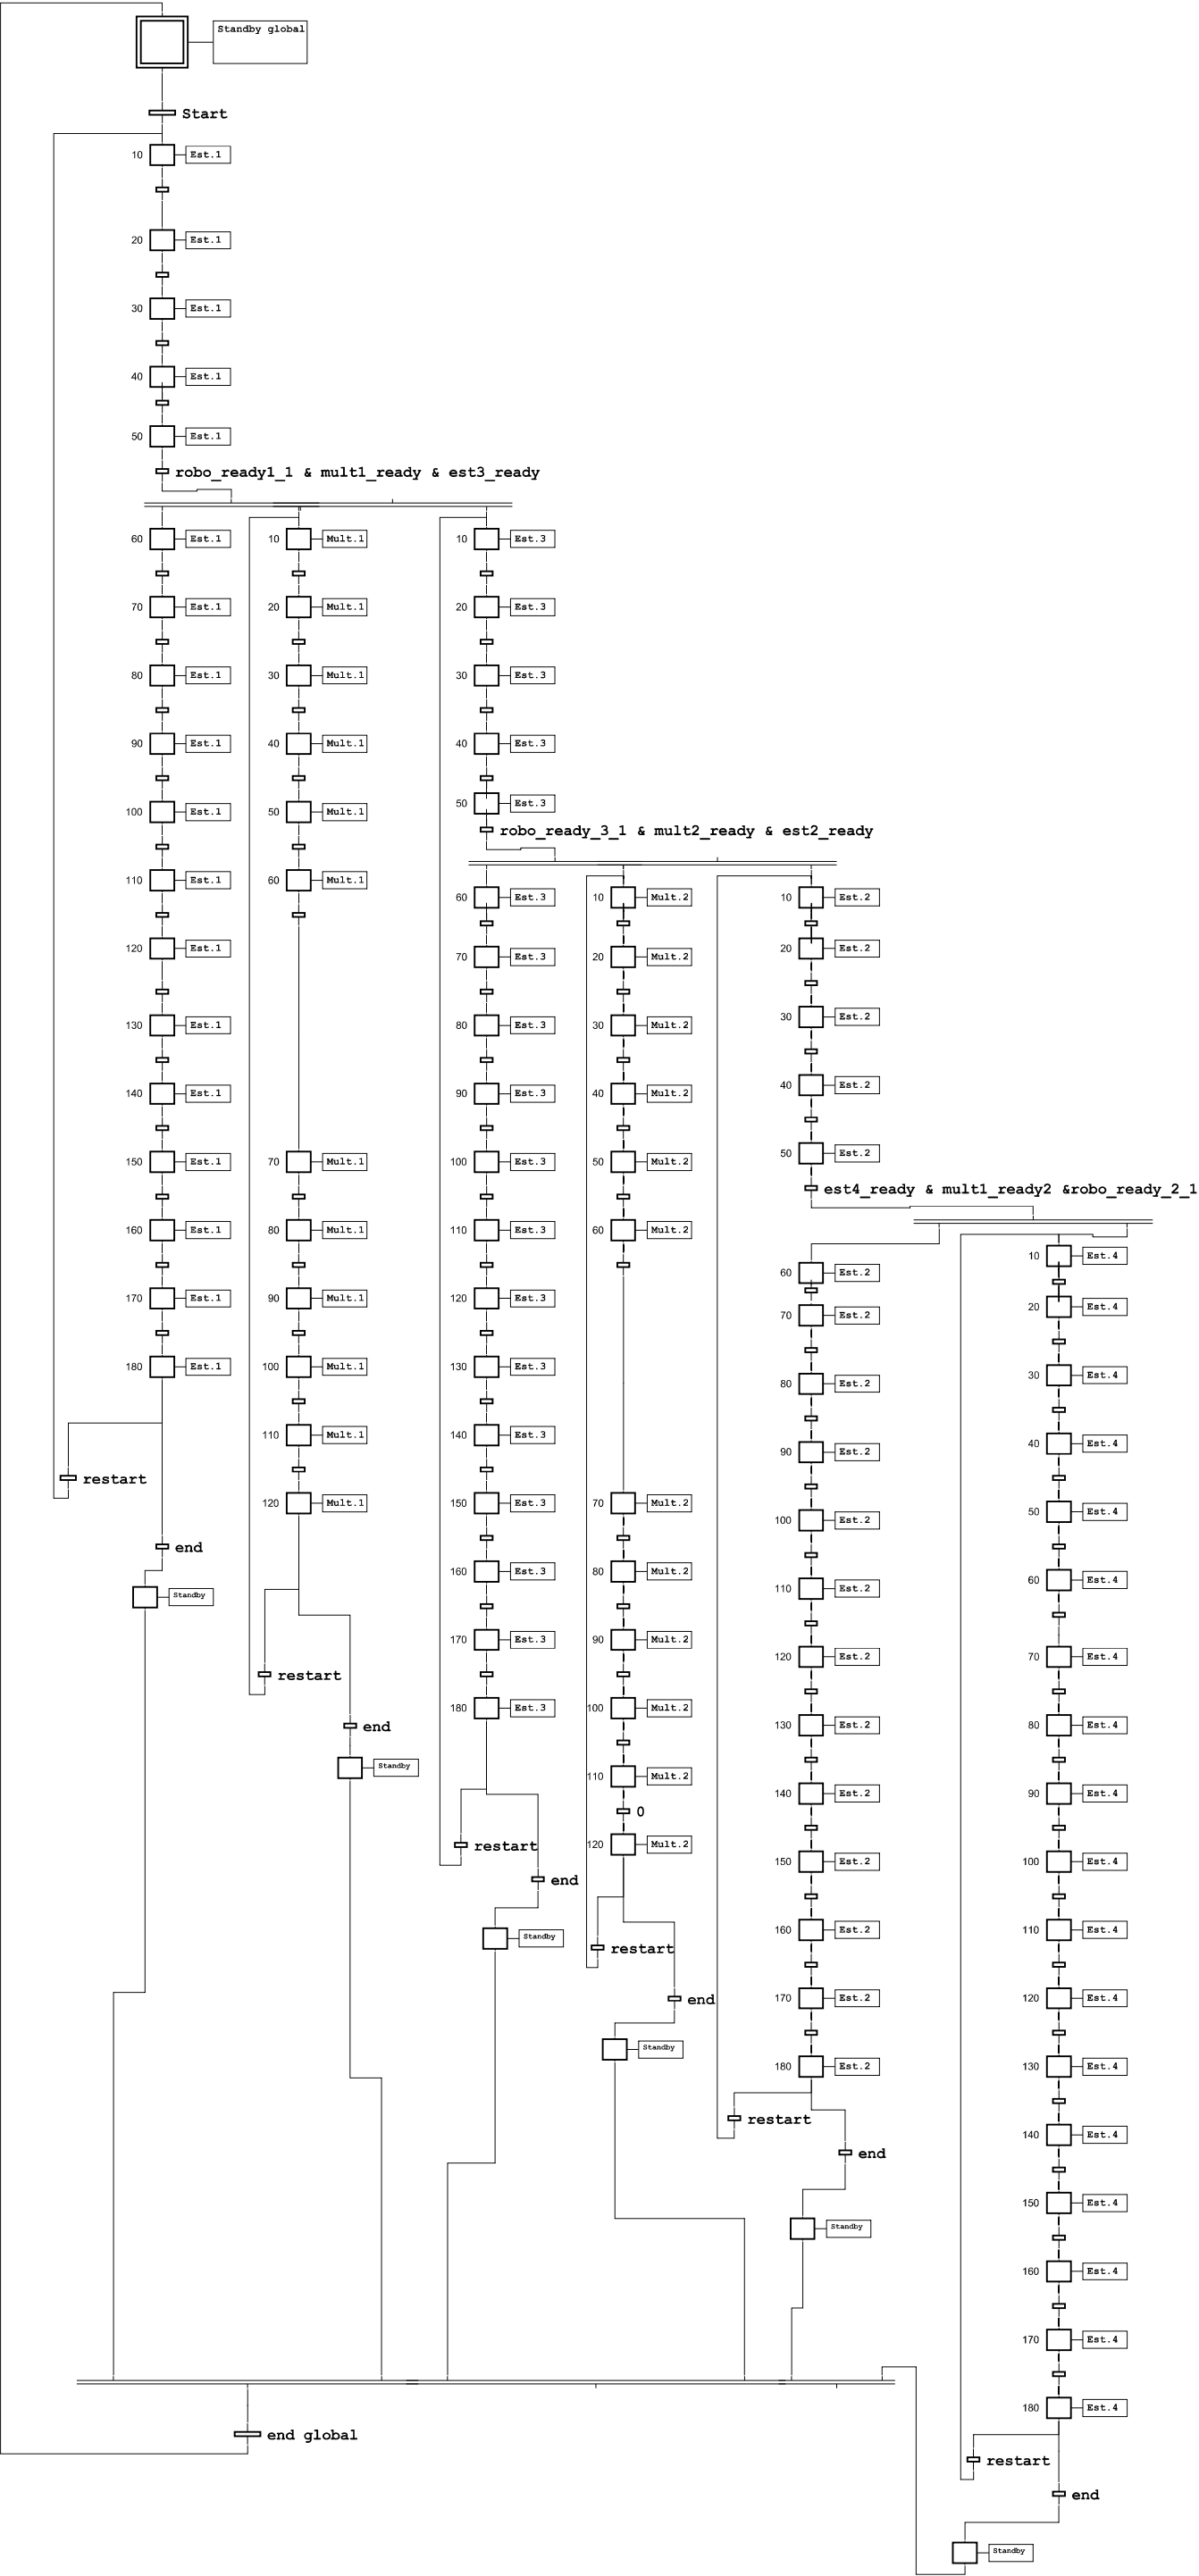 Standby global
Start
10 Est.1
20 Est.1
30 Est.1
40 Est.1
50 Est.1
robo_ready1_1 & mult1_ready & est3_ready
60 Est.1 10 Mult.1 10 Est.3
70 Est.1 20 Mult.1 20 Est.3
80 Est.1 30 Mult.1 30 Est.3
90 Est.1 40 Mult.1 40 Est.3
100 Est.1 50 Mult.1 50 Est.3
robo_ready_3_1 & mult2_ready & est2_ready
110 Est.1 60 Mult.1 60 Est.3 10 Mult.2 10 Est.2
120 Est.1 70 Est.3 20 Mult.2 20 Est.2
130 Est.1 80 Est.3 30 Mult.2 30 Est.2
140 Est.1 90 Est.3 40 Mult.2 40 Est.2
150 Est.1 70 Mult.1 100 Est.3 50 Mult.2 50 Est.2
est4_ready & mult1_ready2 &robo_ready_2_1
160 Est.1 80 Mult.1 110 Est.3 60 Mult.2 60 Est.2 10 Est.4
170 Est.1 90 Mult.1 120 Est.3 70 Est.2 20 Est.4
180 Est.1 100 Mult.1 130 Est.3 80 Est.2 30 Est.4
110 Mult.1 140 Est.3 90 Est.2 40 Est.4
restart
120 Mult.1 150 Est.3 70 Mult.2 100 Est.2 50 Est.4
end
160 Est.3 80 Mult.2 110 Est.2 60 Est.4
Standby
170 Est.3 90 Mult.2 120 Est.2 70 Est.4
restart
180 Est.3 100 Mult.2 130 Est.2 80 Est.4
end
Standby
110 Mult.2 140 Est.2 90 Est.4
0
restart 120 Mult.2 150 Est.2 100 Est.4
end
Standby 160 Est.2 110 Est.4
restart
end 170 Est.2 120 Est.4
Standby 180 Est.2 130 Est.4
restart
140 Est.4
end
150 Est.4
Standby
160 Est.4
170 Est.4
180 Est.4
end global
restart
end
Standby